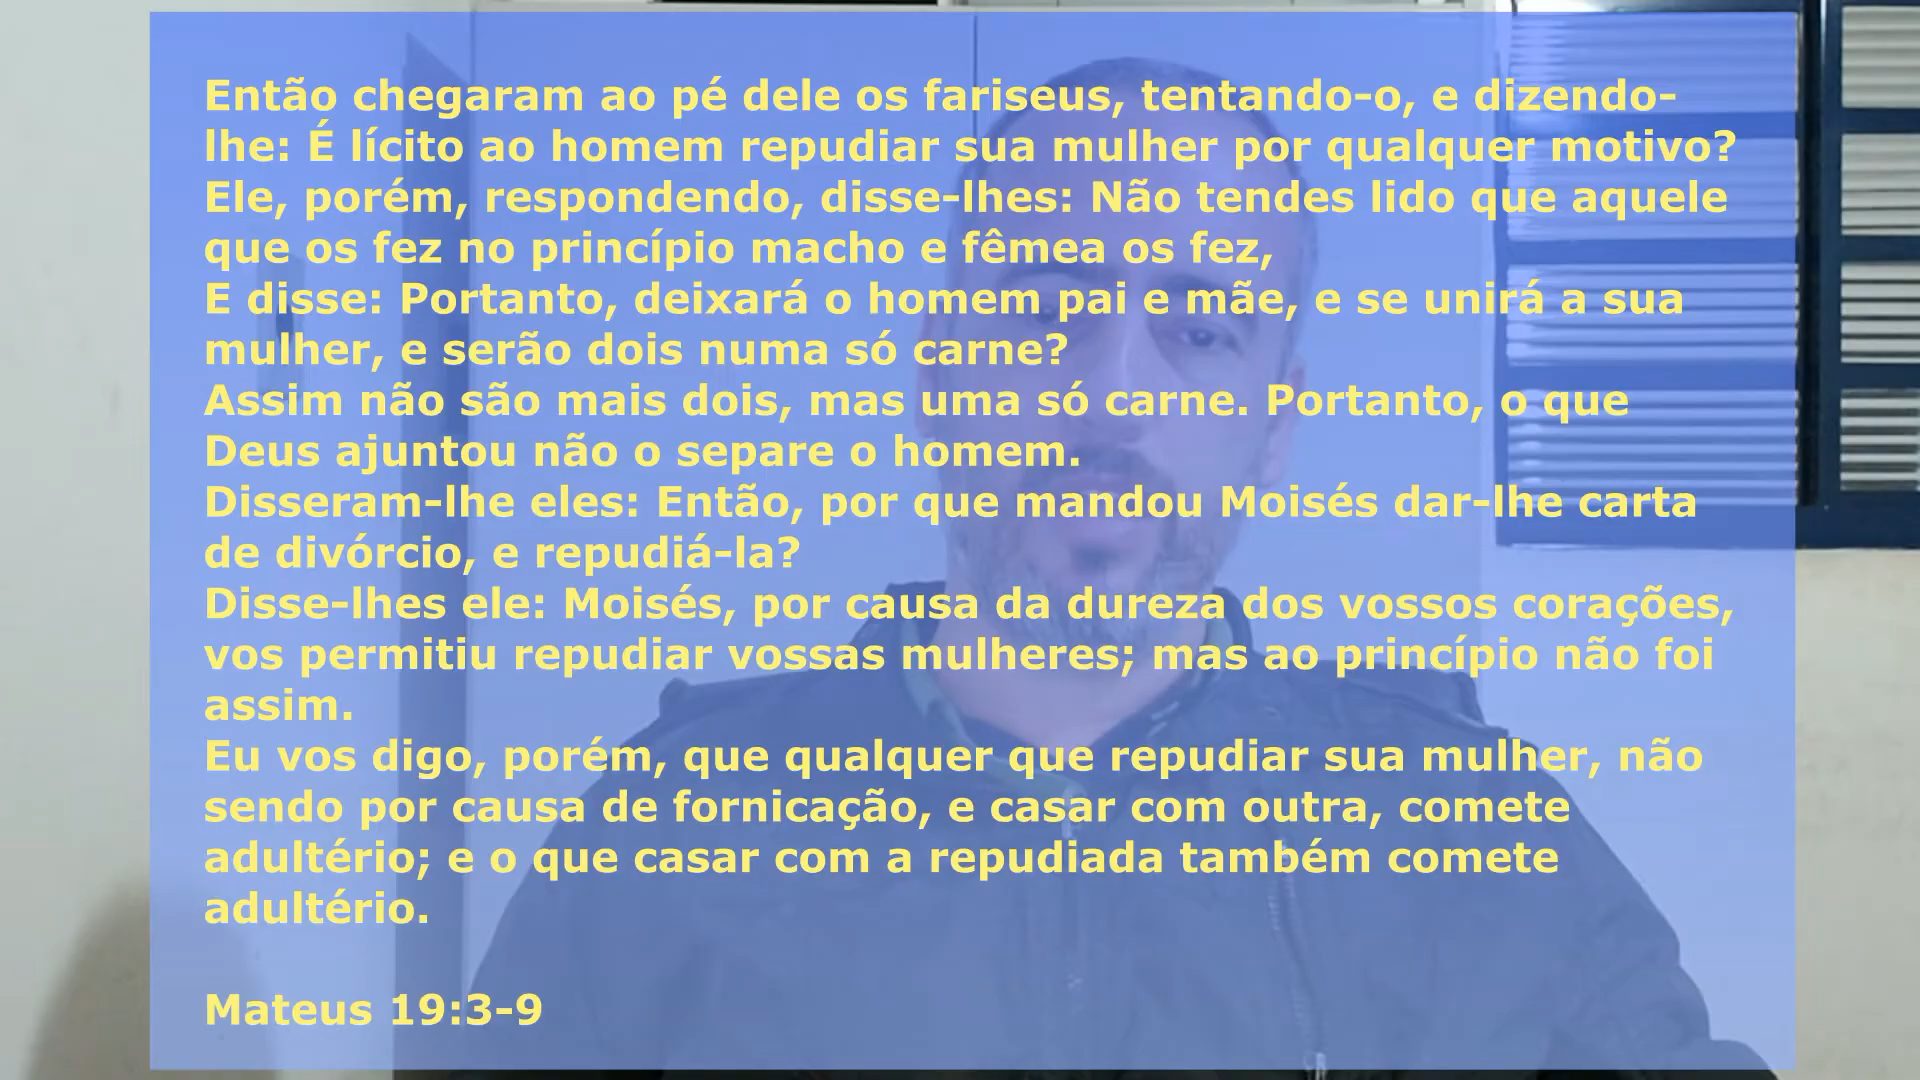 Então chegaram ao pé dele os fariseus, tentando-o, e dizendo-
lhe: É lícito ao homem repudiar sua mulher por qualquer motivo?
Ele, porém, respondendo, disse-lhes: Não tendes lido que aquele
que os fez no princípio macho e fêmea os fez,
E disse: Portanto, deixará o homem pai e mãe, e se unirá a sua
mulher, e serão dois numa só carne?
Assim não são mais dois, mas uma só carne. Portanto, o que
Deus ajuntou não o separe o homem.
Disseram-lhe eles: Então, por que mandou Moisés dar-lhe carta
de divórcio, e repudiá-la?
Disse-lhes ele: Moisés, por causa da dureza dos vossos corações,
vos permitiu repudiar vossas mulheres; mas ao princípio não foi
assim.
Eu vos digo, porém, que qualquer que repudiar sua mulher, não
sendo por causa de fornicação, e casar com outra, comete
adultério; e o que casar com a repudiada também comete
adultério.
Mateus 19:3-9